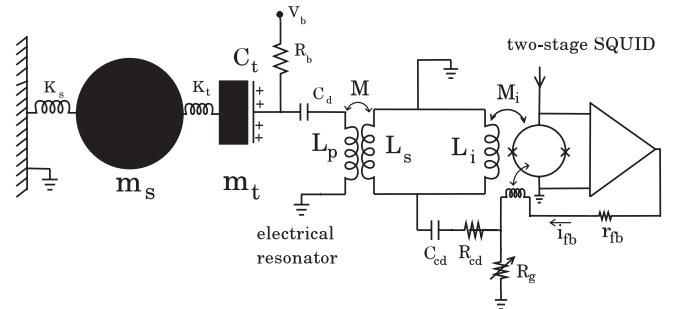 V_b
R_b
C_t
K_s
K_t
C_d
M
two-stage SQUID
M_i
L_p
L_s
L_i
m_s
m_t
+
+
+
+
electrical
resonator
C_cd
R_cd
i_fb
r_fb
R_g